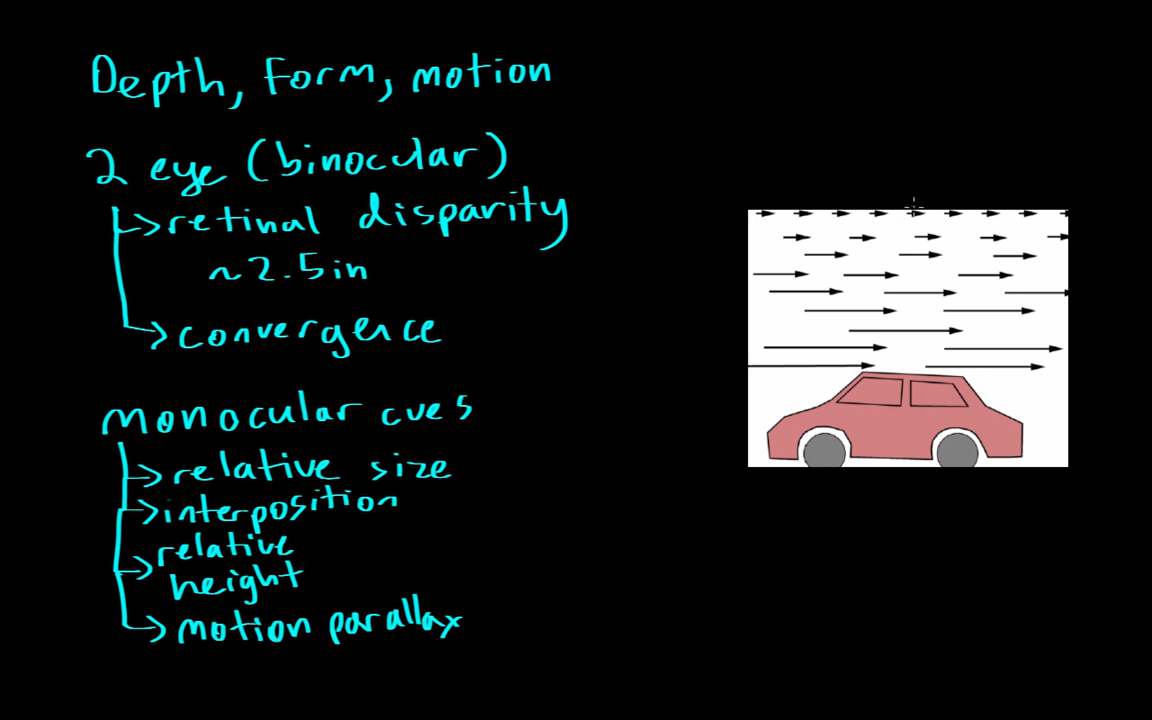 Depth, Form, motion
2 eye (binocular)
retinal disparity
~2.5in
convergence
monocular cues
relative size
interposition
relative
height
motion parallax